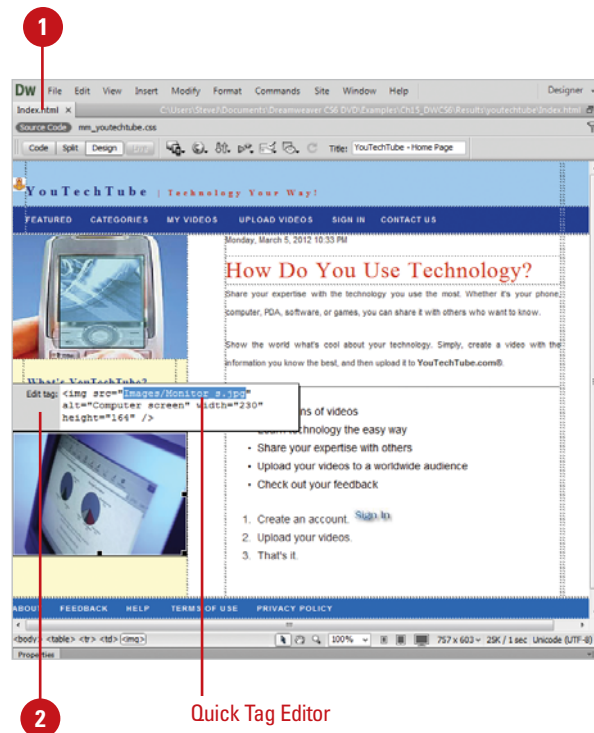 1
DW File Edit View Insert Modify Format Commands Site Window Help Designer
Index.html × C:\Users\SteveJ\Documents\Dreamweaver CS6 DVD\Examples\Ch15_DWCS6\Results\youtechtube\Index.html
Source Code mm_youtechtube.css
Code Split Design Title: YouTechTube - Home Page
YouTechTube | Technology Your Way!
FEATURED CATEGORIES MY VIDEOS UPLOAD VIDEOS SIGN IN CONTACT US
Monday, March 5, 2012 10:33 PM
How Do You Use Technology?
Share your expertise with the technology you use the most. Whether it's your phone,
computer, PDA, software, or games, you can share it with others who want to know.
Show the world what's cool about your technology. Simply, create a video with the
information you know the best, and then upload it to YouTechTube.com®.
What's YouTechTube?
Edit tag: <img src="Images/Monitor_s.jpg"
alt="Computer screen" width="230"
height="164" />
ns of videos
technology the easy way
• Share your expertise with others
• Upload your videos to a worldwide audience
• Check out your feedback
1. Create an account. Sign In
2. Upload your videos.
3. That's it.
ABOUT FEEDBACK HELP TERMS OF USE PRIVACY POLICY
<body> <table> <tr> <td> <img> 100% 757 x 603 25K / 1 sec Unicode (UTF-8)
Properties
2
Quick Tag Editor